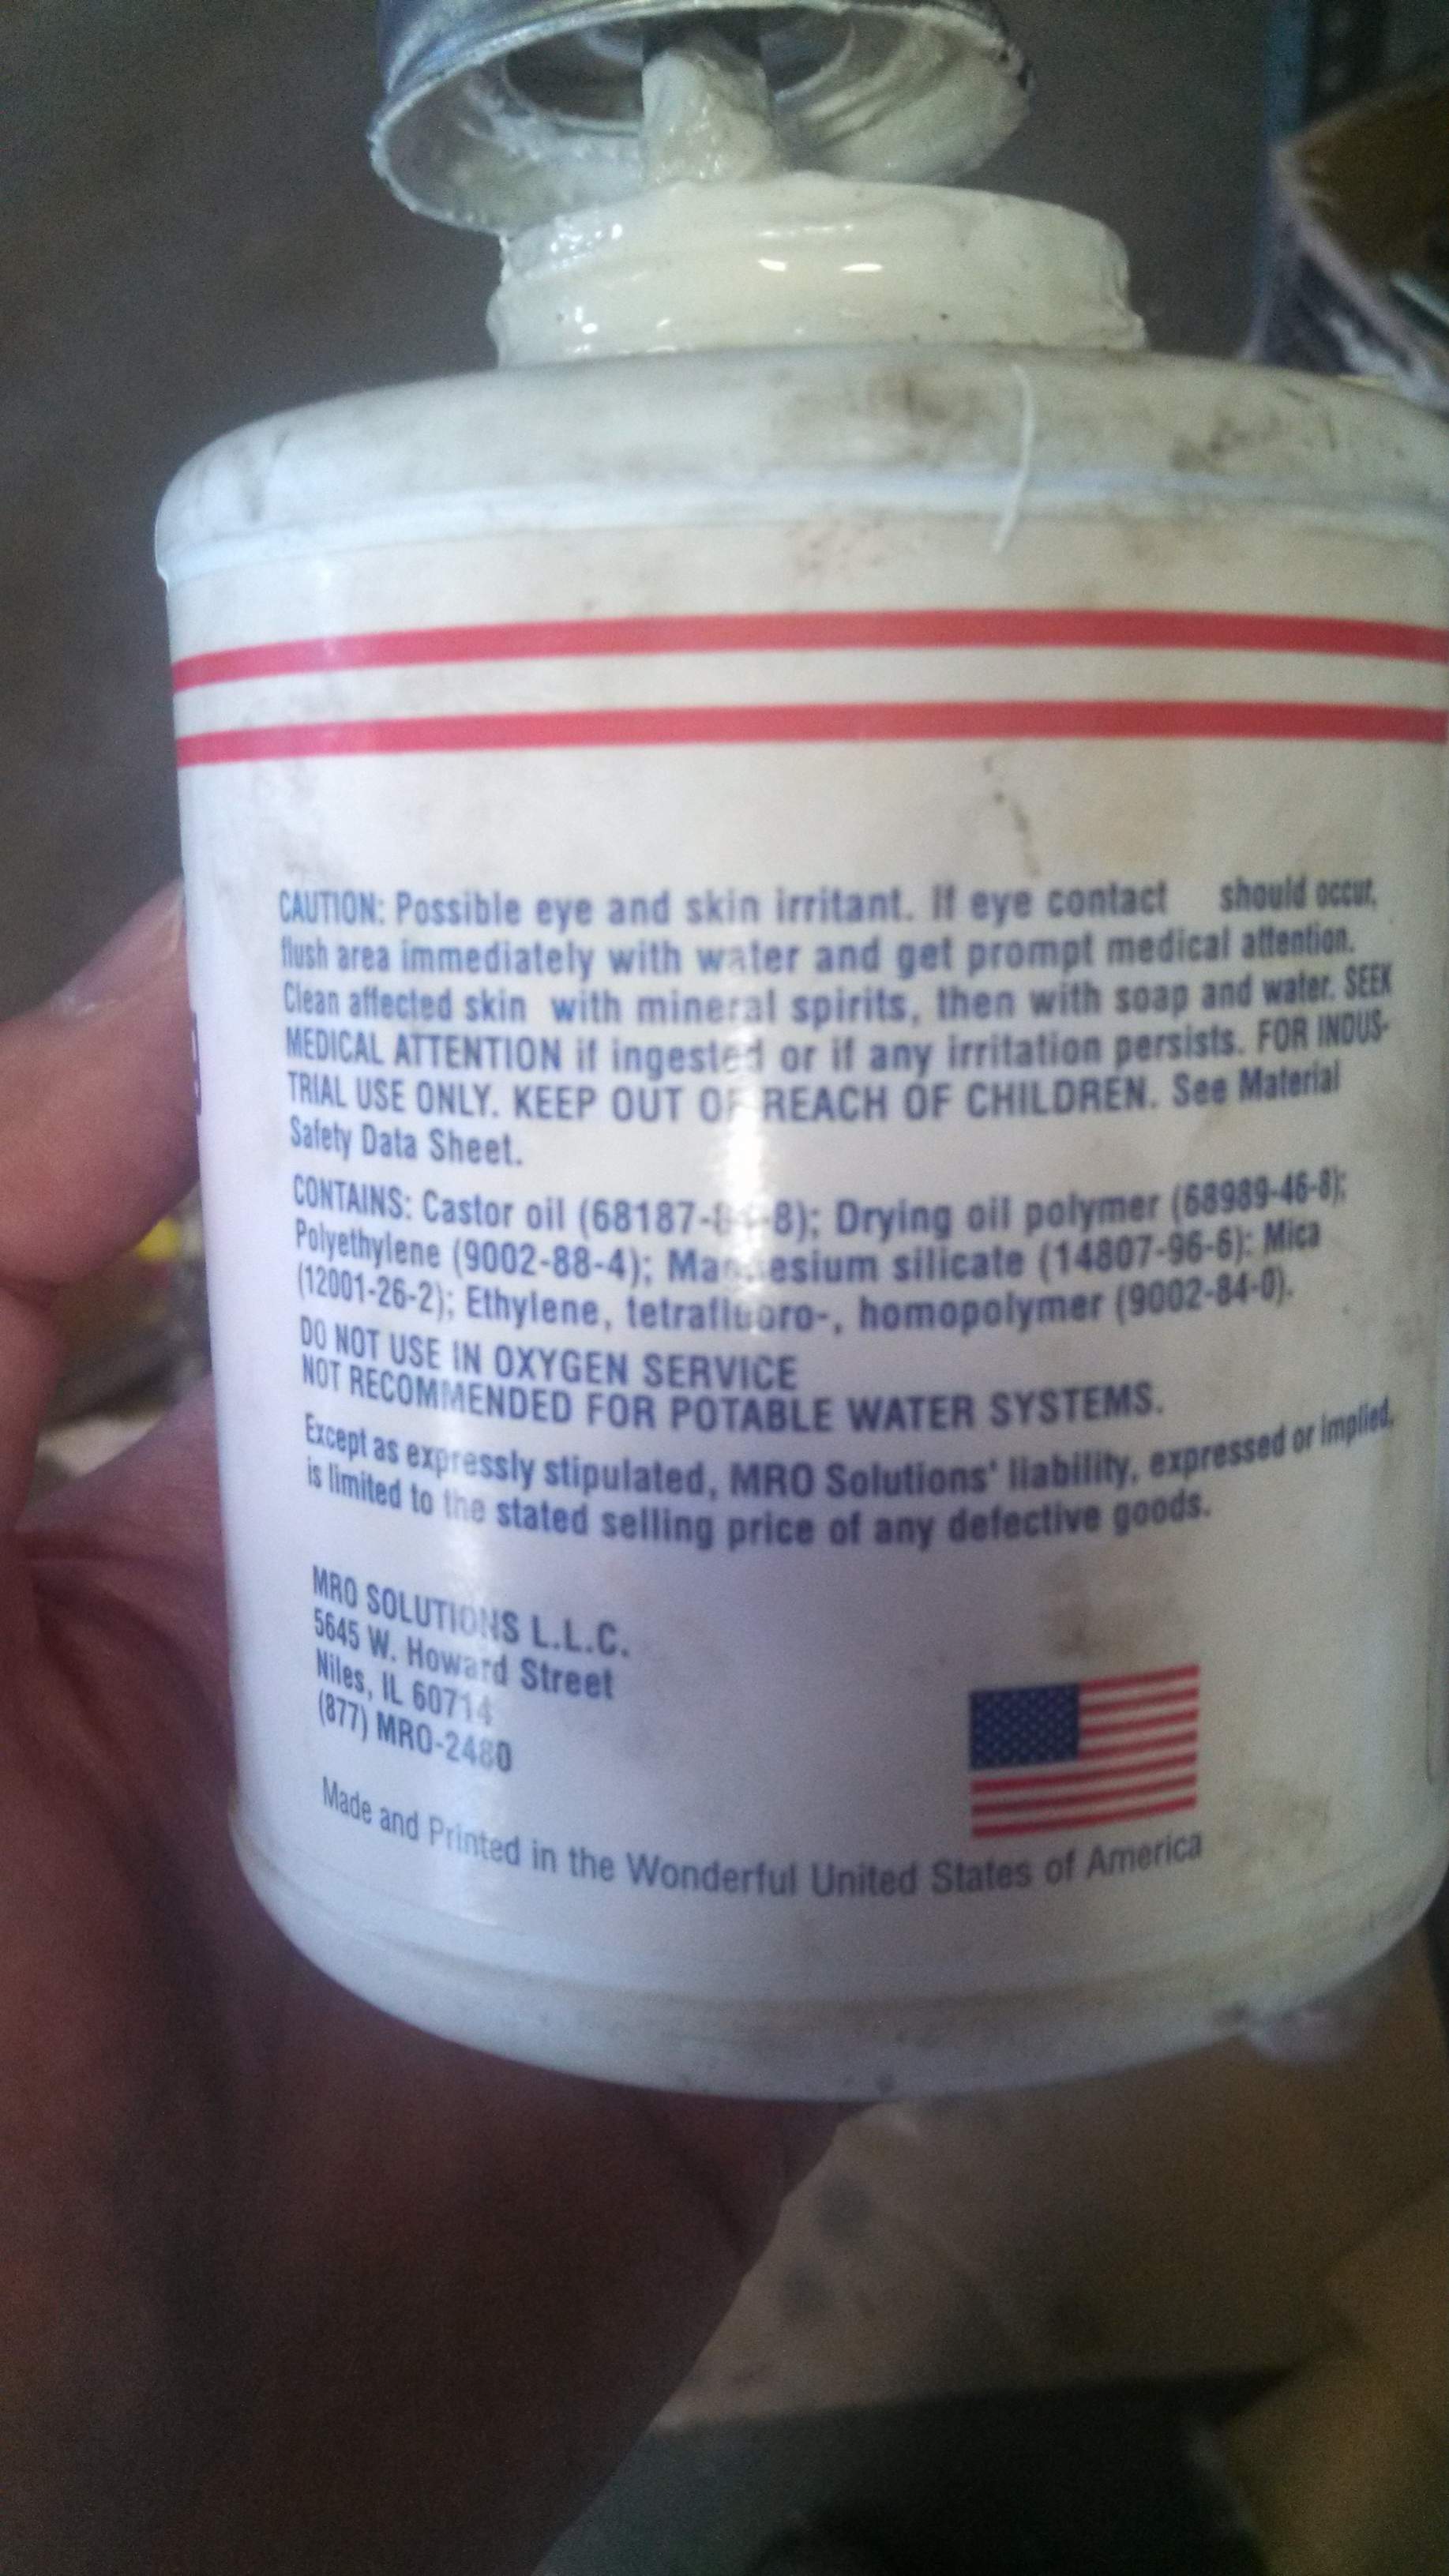 CAUTION: Possible eye and skin irritant. If eye contact should occur,
flush area immediately with water and get prompt medical attention.
Clean affected skin with mineral spirits, then with soap and water. SEEK
MEDICAL ATTENTION if ingested or if any irritation persists. FOR INDUS-
TRIAL USE ONLY. KEEP OUT OF REACH OF CHILDREN. See Material
Safety Data Sheet.
CONTAINS: Castor oil Drying oil polymer (68989-46-8);
Polyethylene (9002-88-4); Magnesium silicate (14807-96-6): Mica
(12001-26-2); Ethylene, tetrafluoro-, homopolymer (9002-84-0).
DO NOT USE IN OXYGEN SERVICE
NOT RECOMMENDED FOR POTABLE WATER SYSTEMS.
Except as expressly stipulated, MRO Solutions' liability, expressed or implied,
is limited to the stated selling price of any defective goods.
MRO SOLUTIONS L.L.C.
5645 W. Howard Street
Niles, IL 60714
(877) MRO-2480
Made and Printed in the Wonderful United States of America